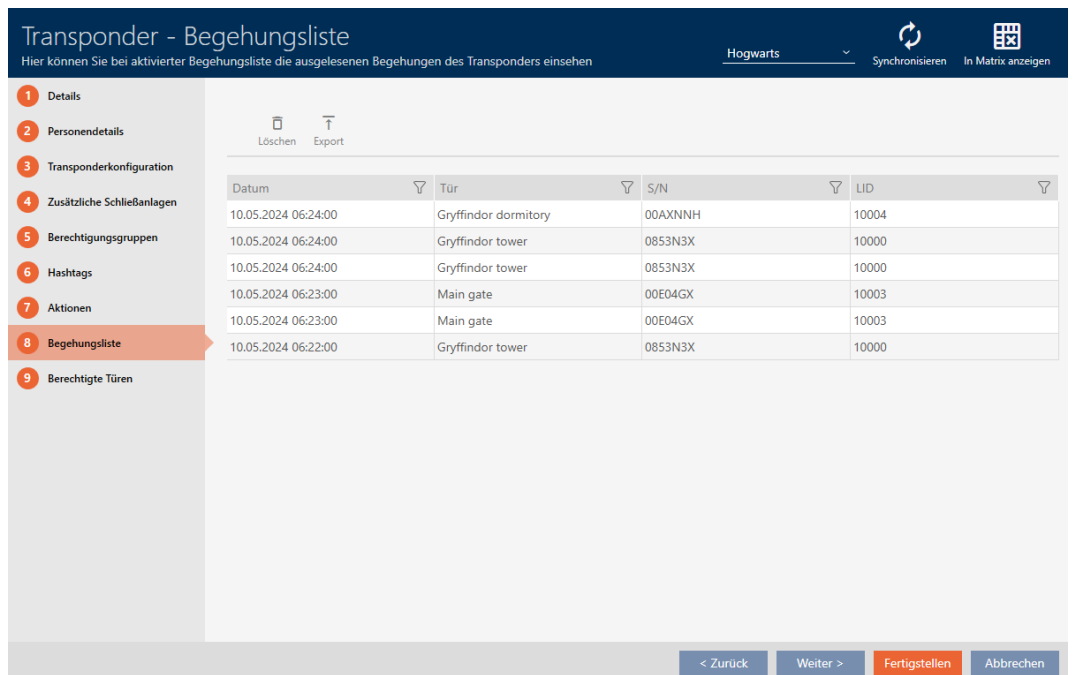 Transponder - Begehungsliste
Hier können Sie bei aktivierter Begehungsliste die ausgelesenen Begehungen des Transponders einsehen
Hogwarts
Synchronisieren
In Matrix anzeigen
1 Details
2 Personendetails
3 Transponderkonfiguration
4 Zusätzliche Schließanlagen
5 Berechtigungsgruppen
6 Hashtags
7 Aktionen
8 Begehungsliste
9 Berechtigte Türen
Löschen Export
Datum Tür S/N LID
10.05.2024 06:24:00 Gryffindor dormitory 00AXNNH 10004
10.05.2024 06:24:00 Gryffindor tower 0853N3X 10000
10.05.2024 06:24:00 Gryffindor tower 0853N3X 10000
10.05.2024 06:23:00 Main gate 00E04GX 10003
10.05.2024 06:23:00 Main gate 00E04GX 10003
10.05.2024 06:22:00 Gryffindor tower 0853N3X 10000
< Zurück Weiter > Fertigstellen Abbrechen